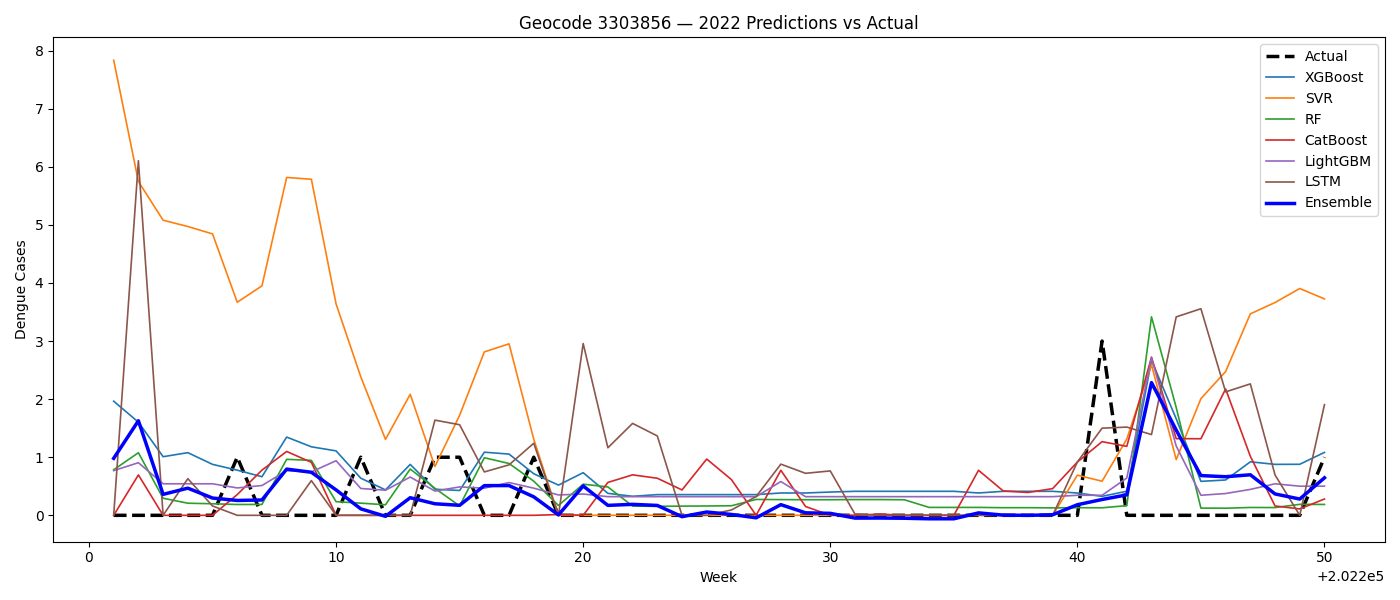 Geocode 3303856 — 2022 Predictions vs Actual
Dengue Cases
8
7
6
5
4
3
2
1
0
Actual
XGBoost
SVR
RF
CatBoost
LightGBM
LSTM
Ensemble
0
10
20
30
40
50
Week
+2.022e5